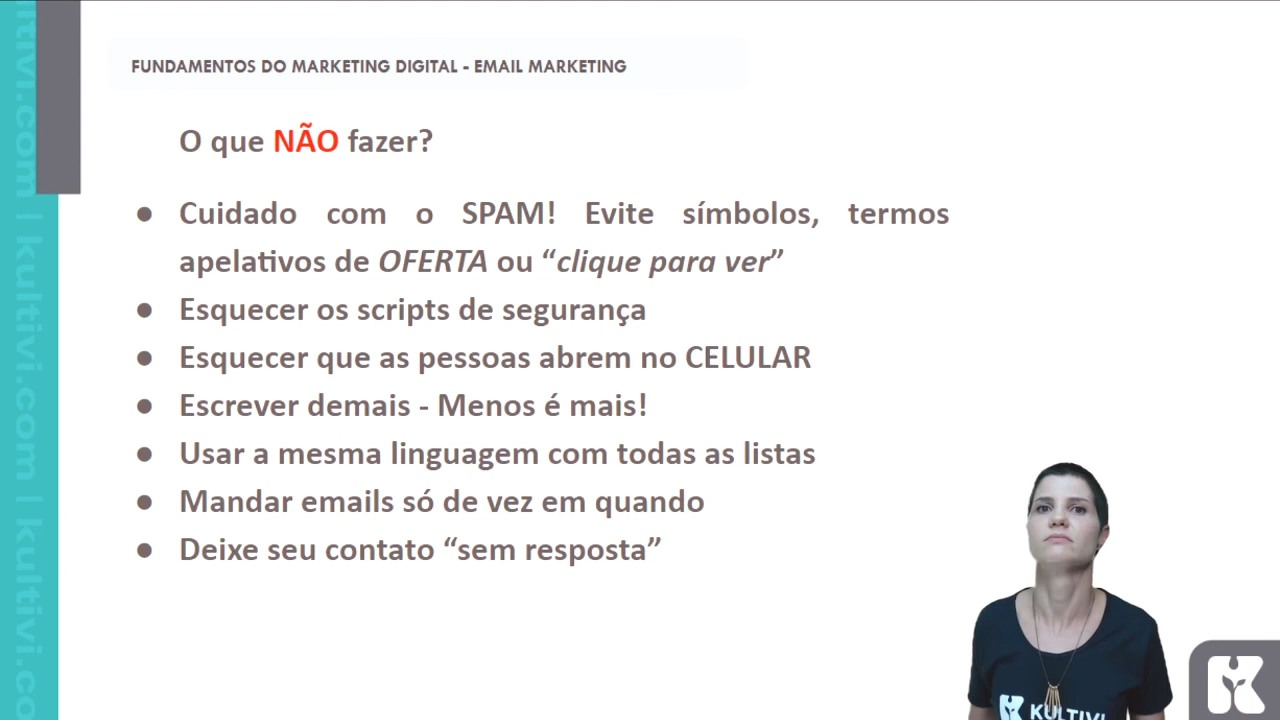 FUNDAMENTOS DO MARKETING DIGITAL - EMAIL MARKETING
O que NÃO fazer?
● Cuidado com o SPAM! Evite símbolos, termos
apelativos de OFERTA ou “clique para ver”
● Esquecer os scripts de segurança
● Esquecer que as pessoas abrem no CELULAR
● Escrever demais - Menos é mais!
● Usar a mesma linguagem com todas as listas
● Mandar emails só de vez em quando
● Deixe seu contato “sem resposta”
KULTIVI
ltivi.com | kultivi.com | kultivi.co